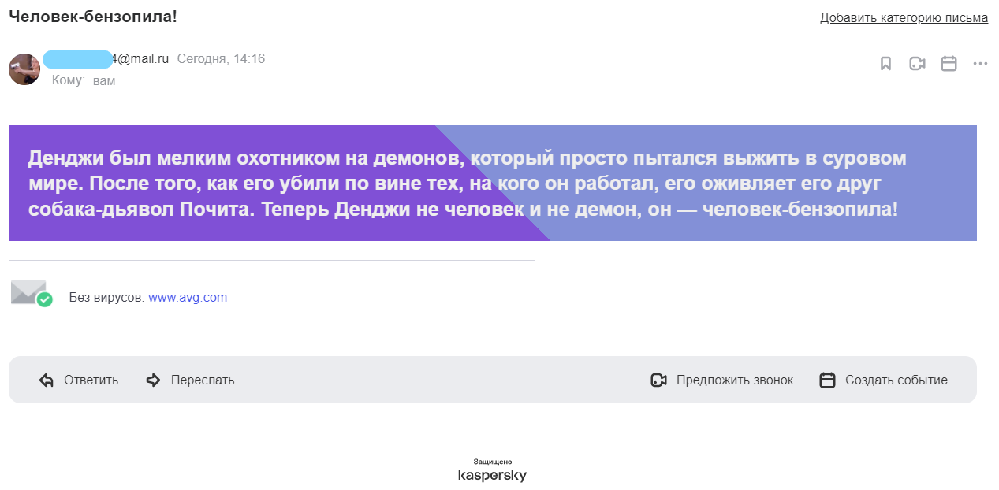 Человек-бензопила!
Добавить категорию письма
4@mail.ru Сегодня, 14:16
Кому: вам
Денджи был мелким охотником на демонов, который просто пытался выжить в суровом
мире. После того, как его убили по вине тех, на кого он работал, его оживляет его друг
собака-дьявол Почита. Теперь Денджи не человек и не демон, он — человек-бензопила!
Без вирусов. www.avg.com
Ответить Переслать Предложить звонок Создать событие
Защищено
kaspersky